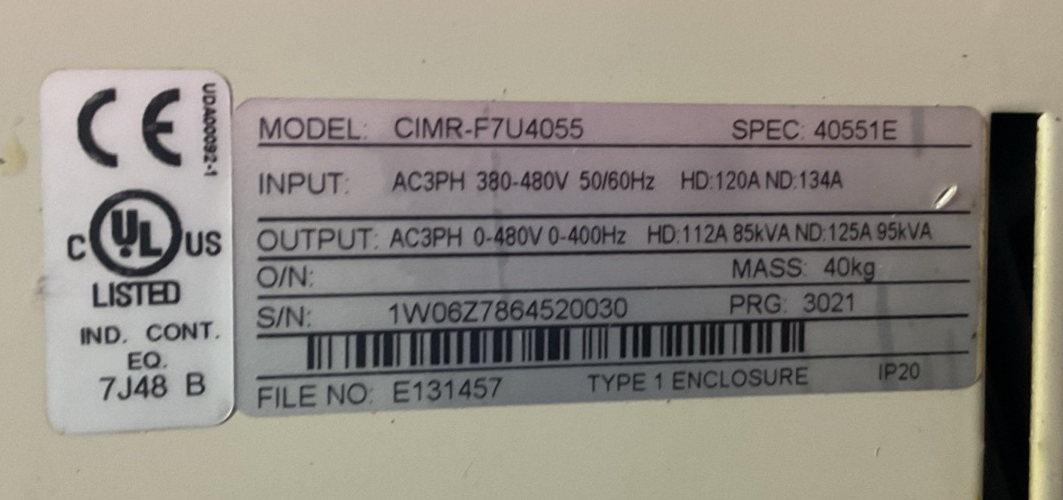 CE
UDA00092-1
C UL US
LISTED
IND. CONT.
EQ.
7J48 B
MODEL: CIMR-F7U4055 SPEC: 40551E
INPUT: AC3PH 380-480V 50/60Hz HD:120A ND:134A
OUTPUT: AC3PH 0-480V 0-400Hz HD:112A 85kVA ND:125A 95kVA
O/N: MASS: 40kg
S/N: 1W06Z7864520030 PRG: 3021
FILE NO: E131457 TYPE 1 ENCLOSURE IP20